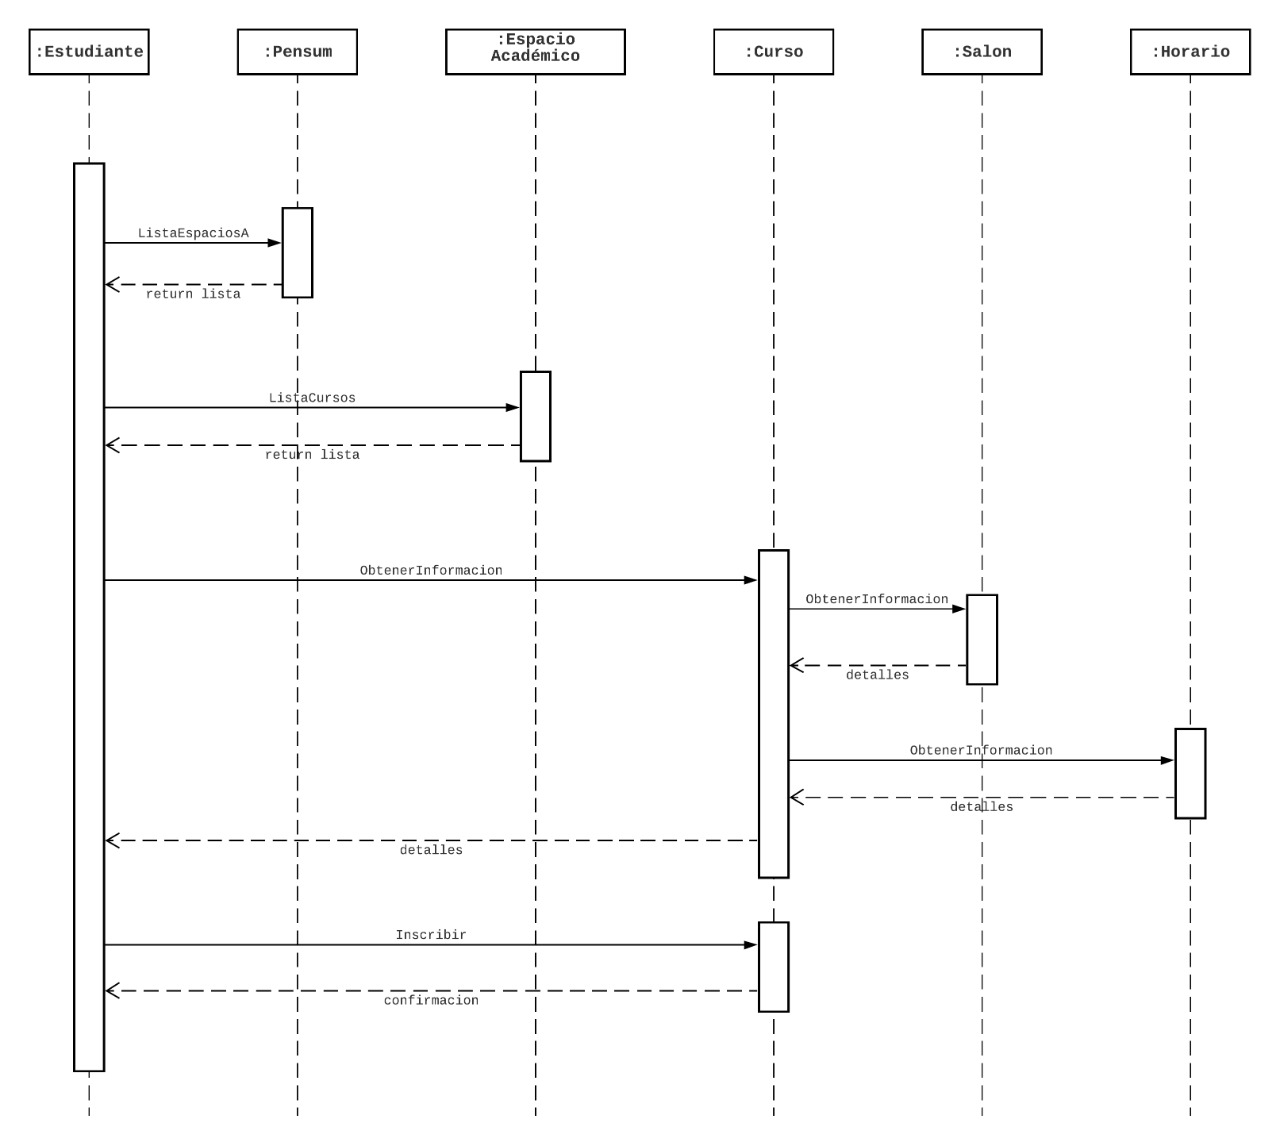 :Estudiante
:Pensum
:Espacio
Académico
:Curso
:Salon
:Horario
ListaEspaciosA
return lista
ListaCursos
return lista
ObtenerInformacion
ObtenerInformacion
detalles
ObtenerInformacion
detalles
detalles
Inscribir
confirmacion